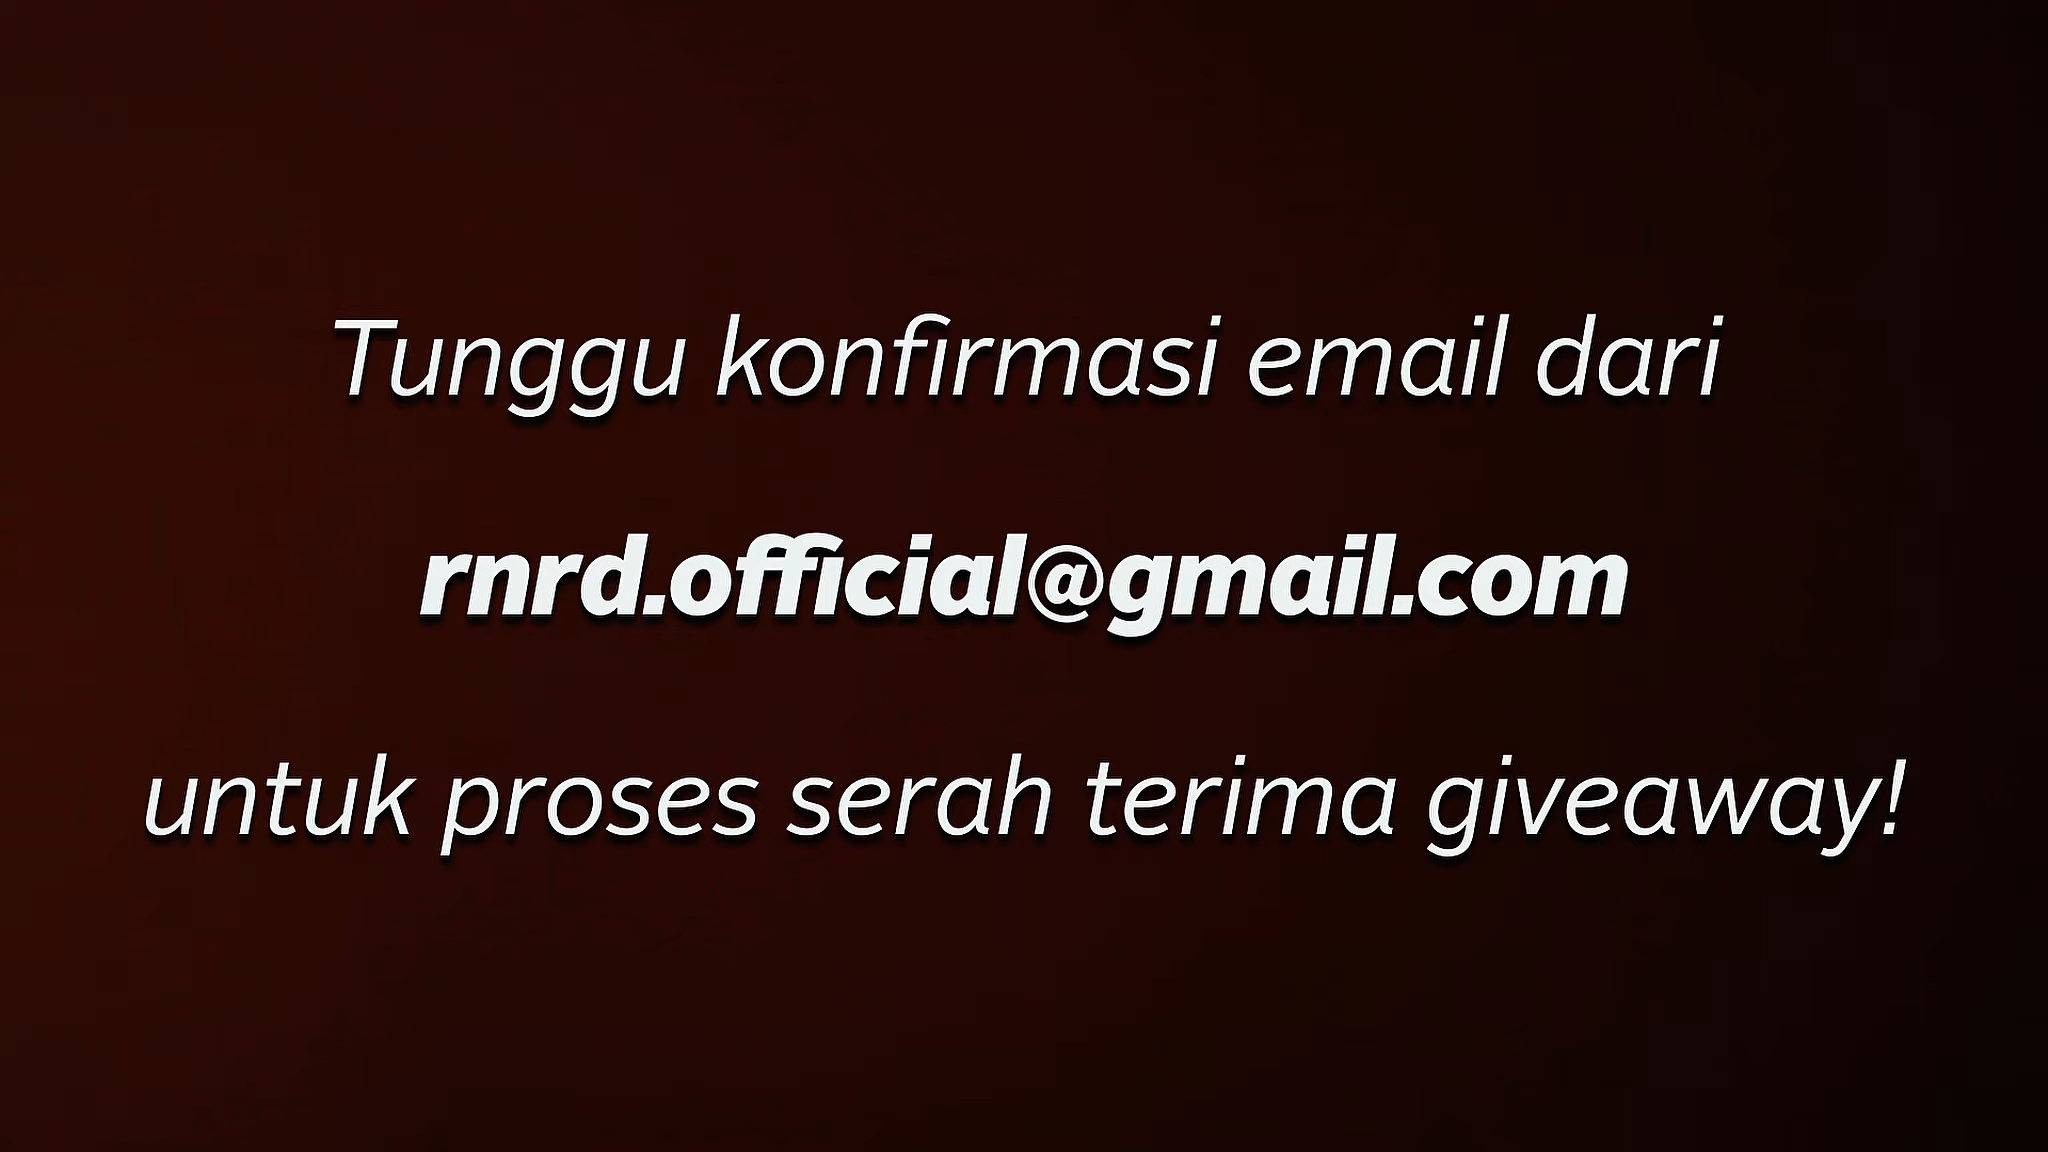 Tunggu konfirmasi email dari
rnrd.official@gmail.com
untuk proses serah terima giveaway!